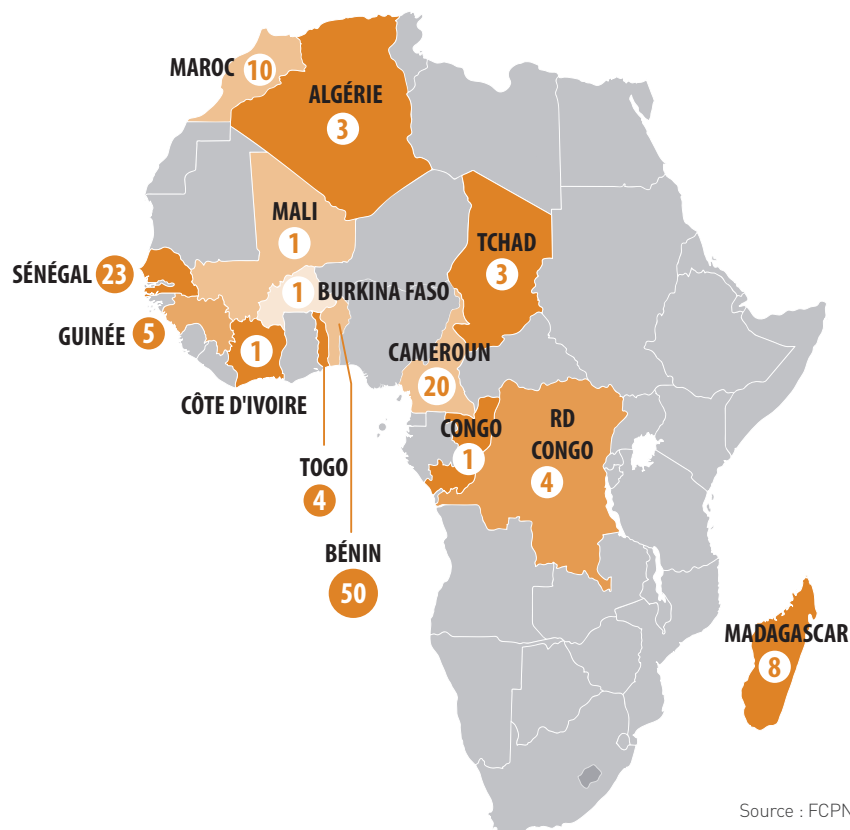 MAROC 10
ALGÉRIE
3
MALI
1
TCHAD
3
SÉNÉGAL 23
1 BURKINA FASO
GUINÉE 5
1
CÔTE D'IVOIRE
CAMEROUN
20
CONGO
1
RD
CONGO
4
TOGO
4
BÉNIN
50
MADAGASCAR
8
Source : FCPN